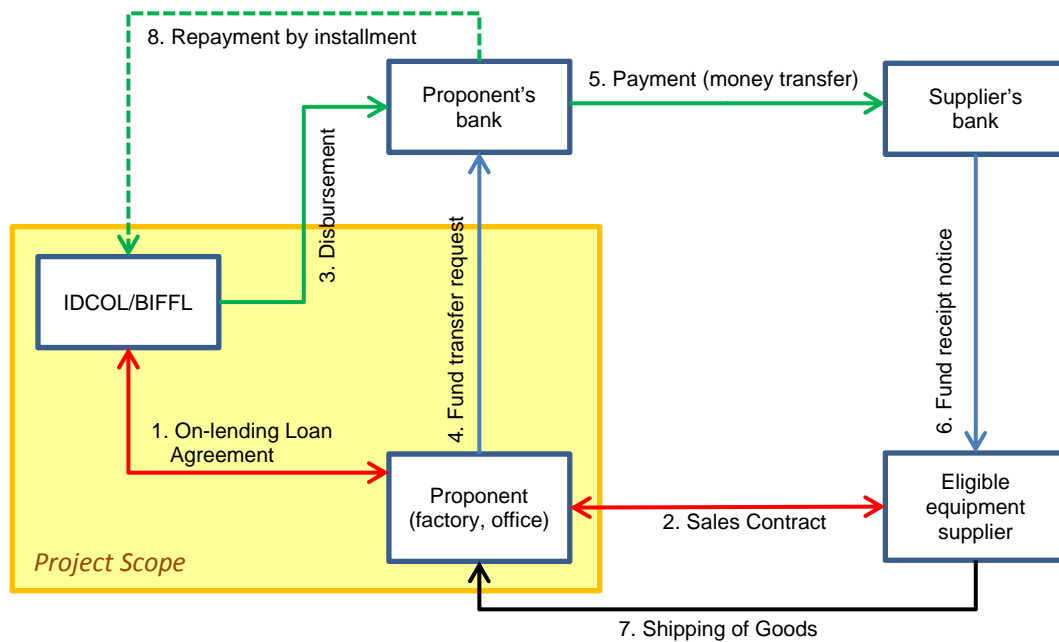 8. Repayment by installment
Proponent’s
bank
5. Payment (money transfer)
Supplier’s
bank
3. Disbursement
IDCOL/BIFFL
4. Fund transfer request
6. Fund receipt notice
1. On-lending Loan
Agreement
Proponent
(factory, office)
2. Sales Contract
Eligible
equipment
supplier
Project Scope
7. Shipping of Goods